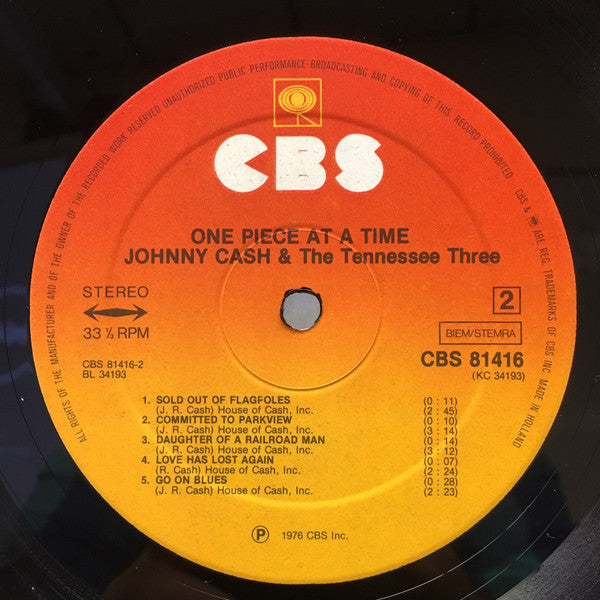 ALL RIGHTS OF THE MANUFACTURER AND OF THE OWNER OF THE RECORDED WORK RESERVED UNAUTHORIZED PUBLIC PERFORMANCE BROADCASTING AND COPYING OF THIS RECORD PROHIBITED
CBS & ARE REG. TRADEMARKS OF CBS INC. MADE IN HOLLAND
CBS
ONE PIECE AT A TIME
JOHNNY CASH & The Tennessee Three
STEREO
33 ⅓ RPM
2
BIEM/STEMRA
CBS 81416-2
BL 34193
CBS 81416
(KC 34193)
1. SOLD OUT OF FLAGFOLES (0 : 11)
(J. R. Cash) House of Cash, Inc. (2 : 45)
2. COMMITTED TO PARKVIEW (0 : 10)
(J. R. Cash) House of Cash, Inc. (3 : 14)
3. DAUGHTER OF A RAILROAD MAN (0 : 14)
(J. R. Cash) House of Cash, Inc. (3 : 12)
4. LOVE HAS LOST AGAIN (0 : 07)
(R. Cash) House of Cash, Inc. (2 : 24)
5. GO ON BLUES (0 : 28)
(J. R. Cash) House of Cash, Inc. (2 : 23)
℗ 1976 CBS Inc.